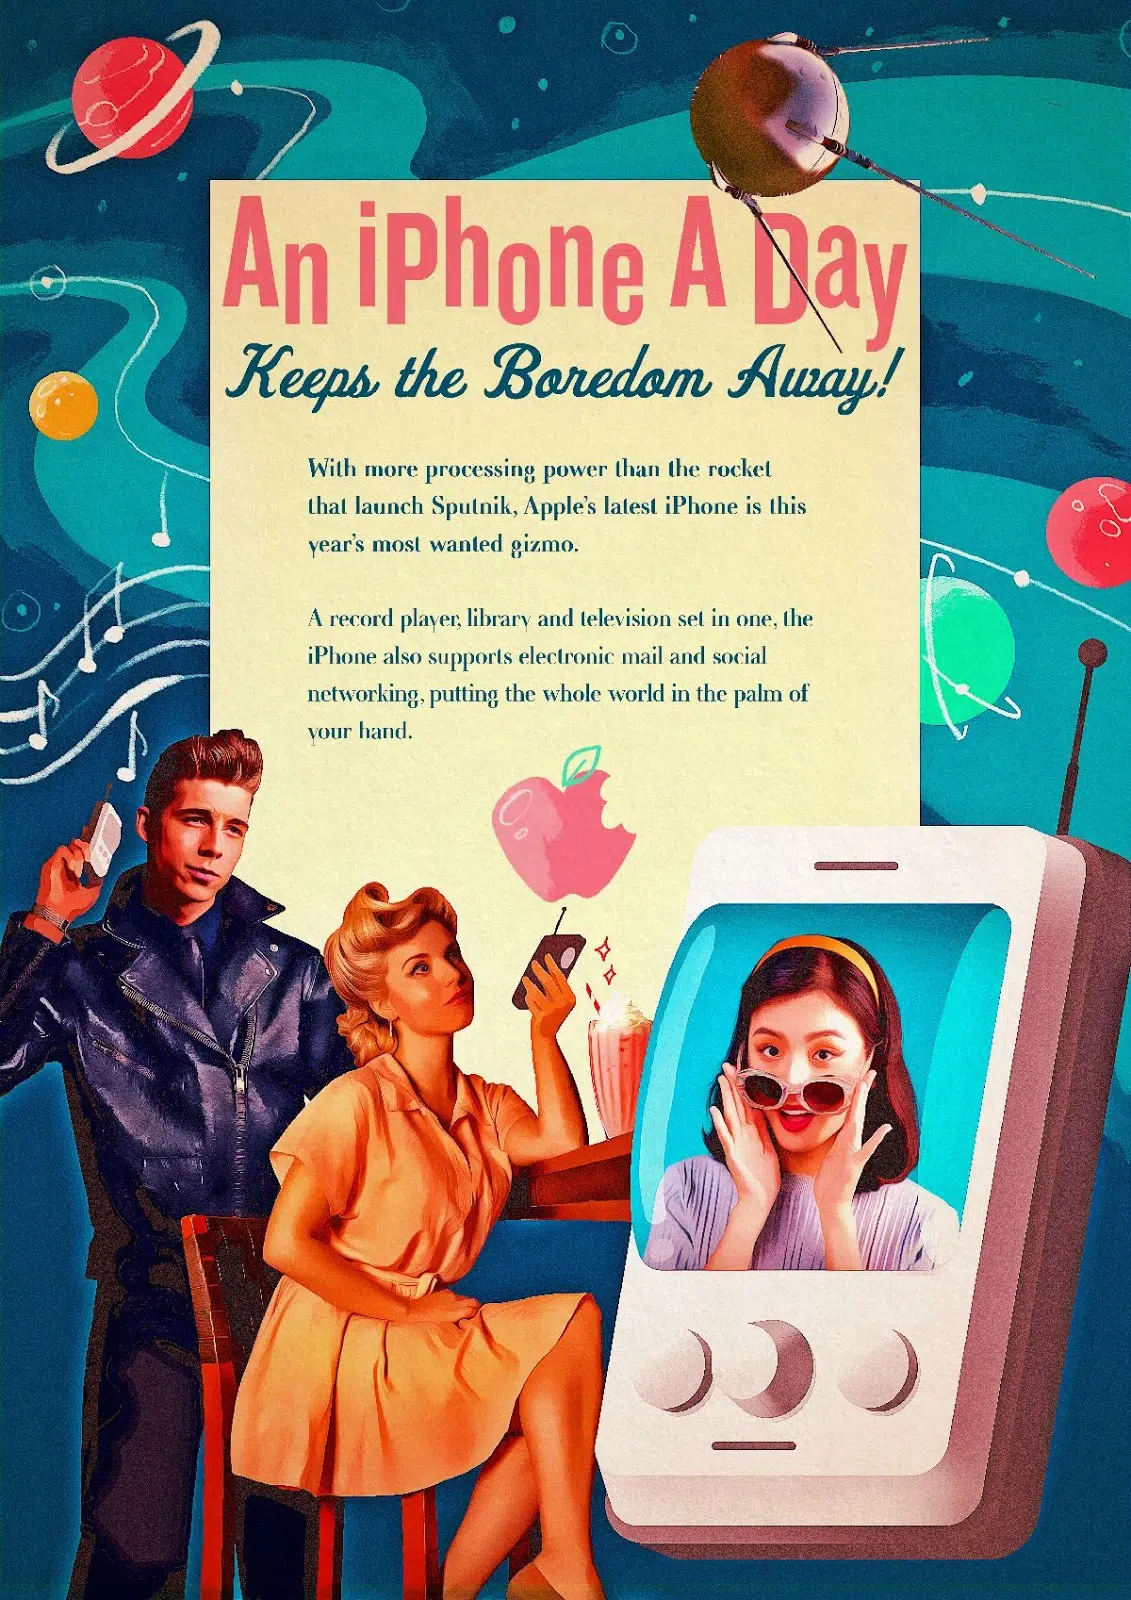 An iPhone A Day
Keeps the Boredom Away!
With more processing power than the rocket
that launch Sputnik, Apple's latest iPhone is this
year's most wanted gizmo.
A record player, library and television set in one, the
iPhone also supports electronic mail and social
networking, putting the whole world in the palm of
your hand.